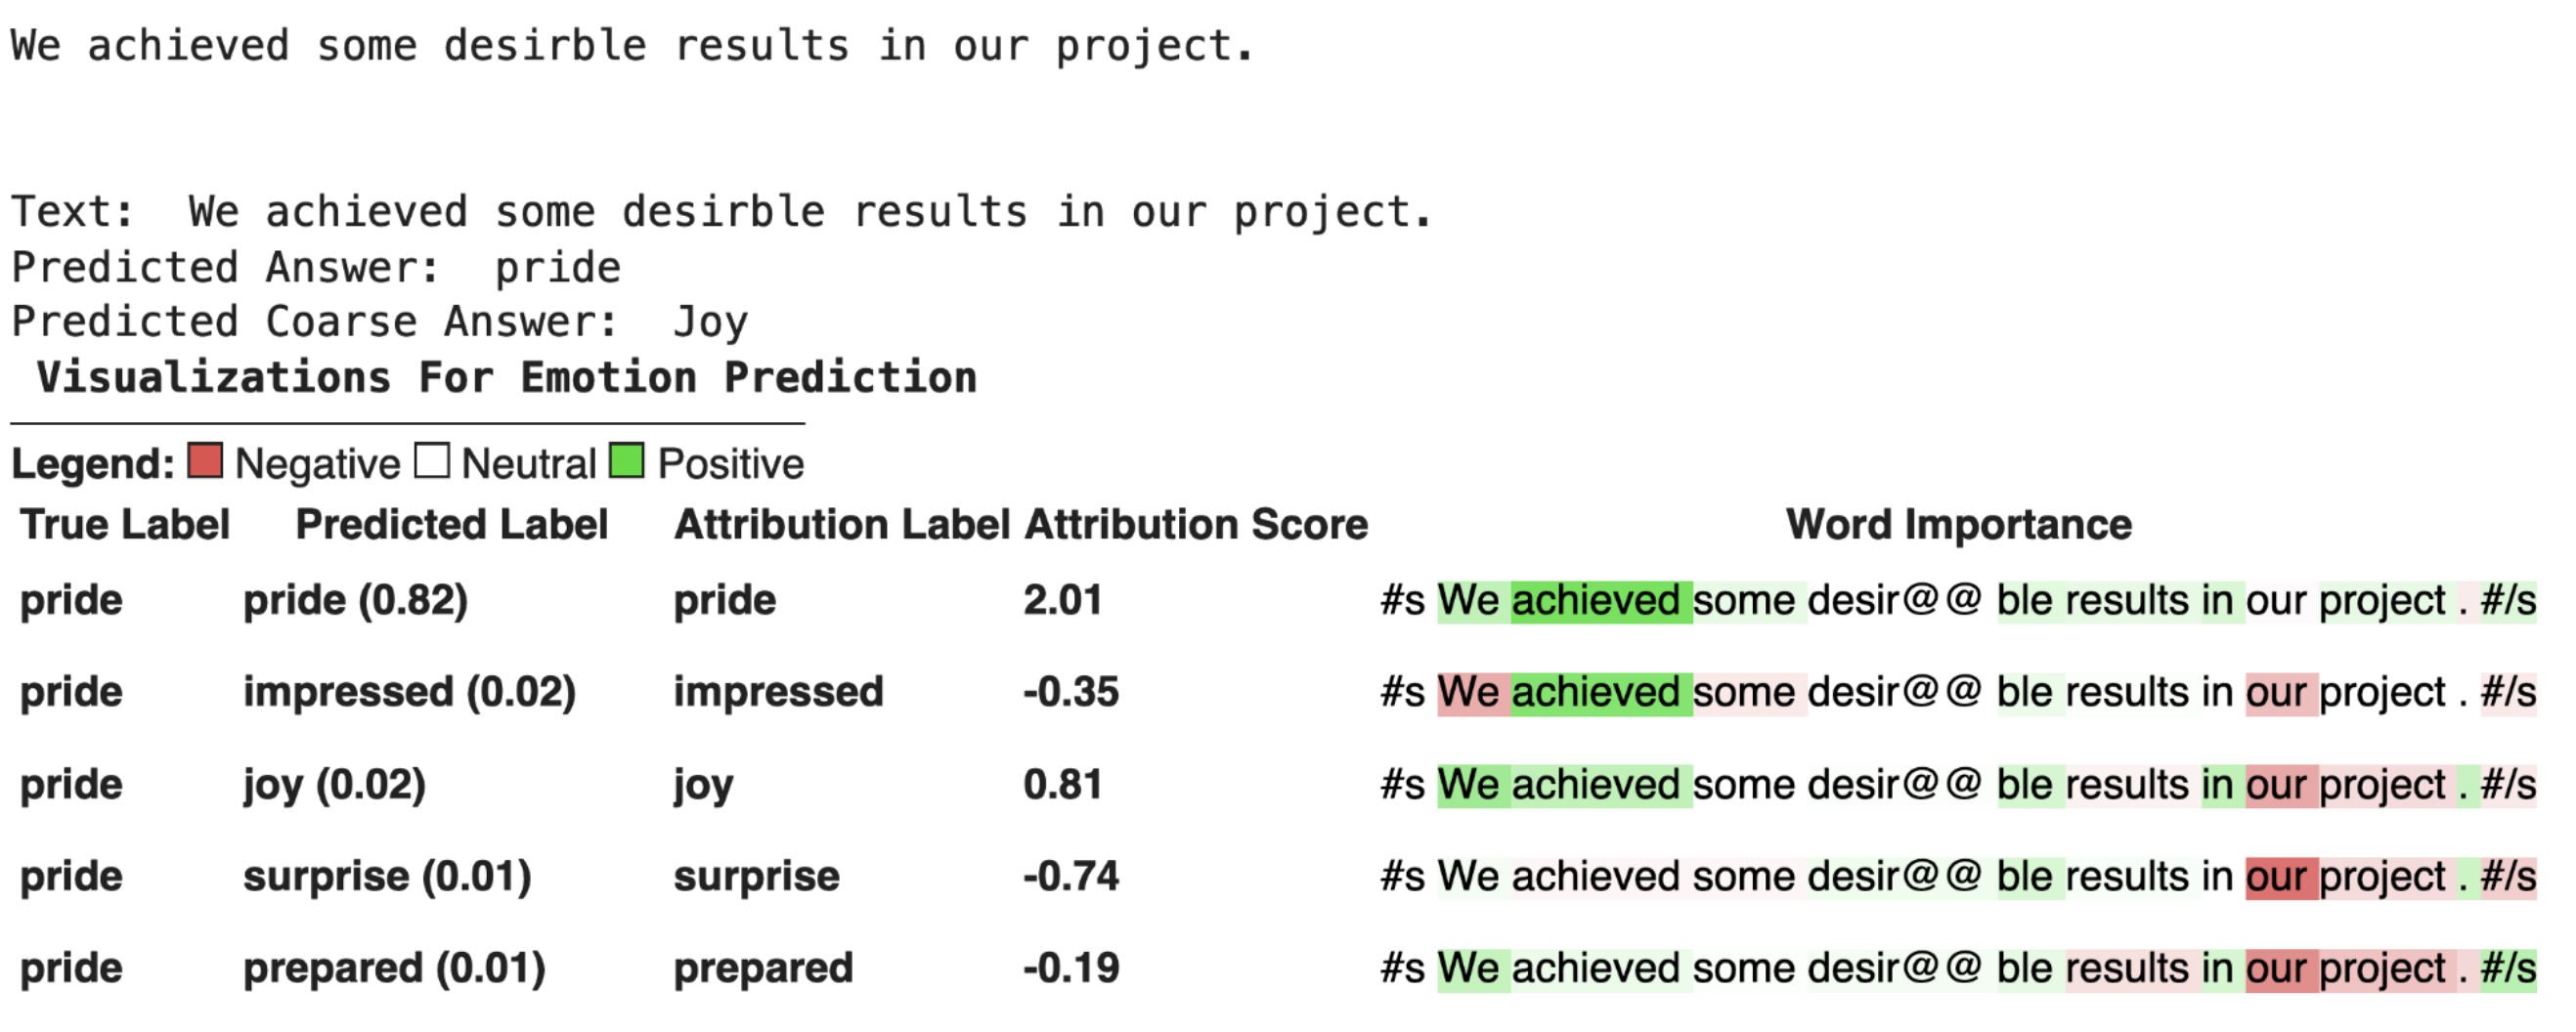 We achieved some desirble results in our project.
Text:  We achieved some desirble results in our project.
Predicted Answer:  pride
Predicted Coarse Answer:  Joy
Visualizations For Emotion Prediction
Legend: Negative Neutral Positive
True Label Predicted Label Attribution Label Attribution Score Word Importance
pride pride (0.82) pride 2.01 #s We achieved some desir@@ ble results in our project . #/s
pride impressed (0.02) impressed -0.35 #s We achieved some desir@@ ble results in our project . #/s
pride joy (0.02) joy 0.81 #s We achieved some desir@@ ble results in our project . #/s
pride surprise (0.01) surprise -0.74 #s We achieved some desir@@ ble results in our project . #/s
pride prepared (0.01) prepared -0.19 #s We achieved some desir@@ ble results in our project . #/s